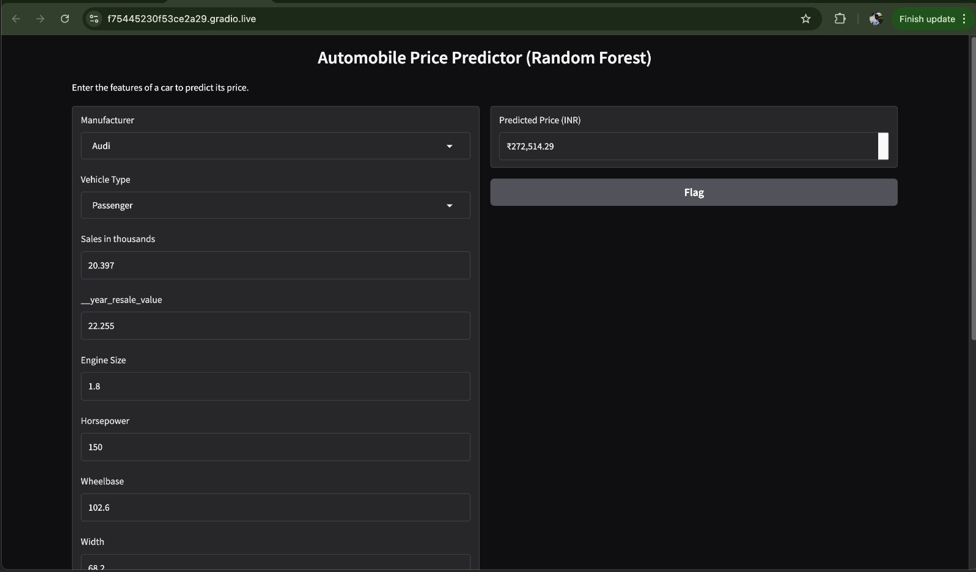 f75445230f53ce2a29.gradio.live
Finish update
Automobile Price Predictor (Random Forest)
Enter the features of a car to predict its price.
Manufacturer
Audi
Vehicle Type
Passenger
Sales in thousands
20.397
__year_resale_value
22.255
Engine Size
1.8
Horsepower
150
Wheelbase
102.6
Width
68.2
Predicted Price (INR)
₹272,514.29
Flag